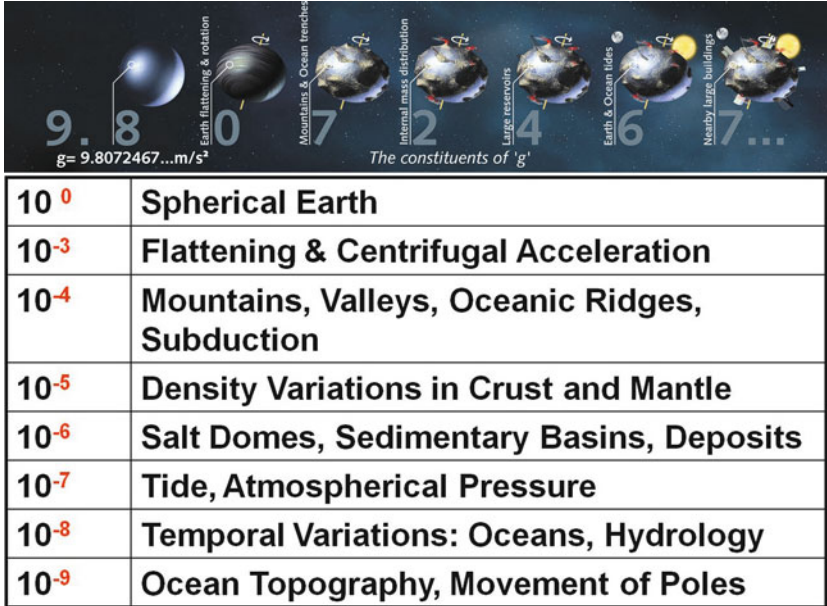 Earth flattening & rotation
Mountains & Ocean trenches
Internal mass distribution
Large reservoirs
Earth & Ocean tides
Nearby large buildings
9. 8 0 7 2 4 6 7...
g= 9.8072467...m/s²
The constituents of 'g'
10 0 Spherical Earth
10-3 Flattening & Centrifugal Acceleration
10-4 Mountains, Valleys, Oceanic Ridges,
Subduction
10-5 Density Variations in Crust and Mantle
10-6 Salt Domes, Sedimentary Basins, Deposits
10-7 Tide, Atmospherical Pressure
10-8 Temporal Variations: Oceans, Hydrology
10-9 Ocean Topography, Movement of Poles